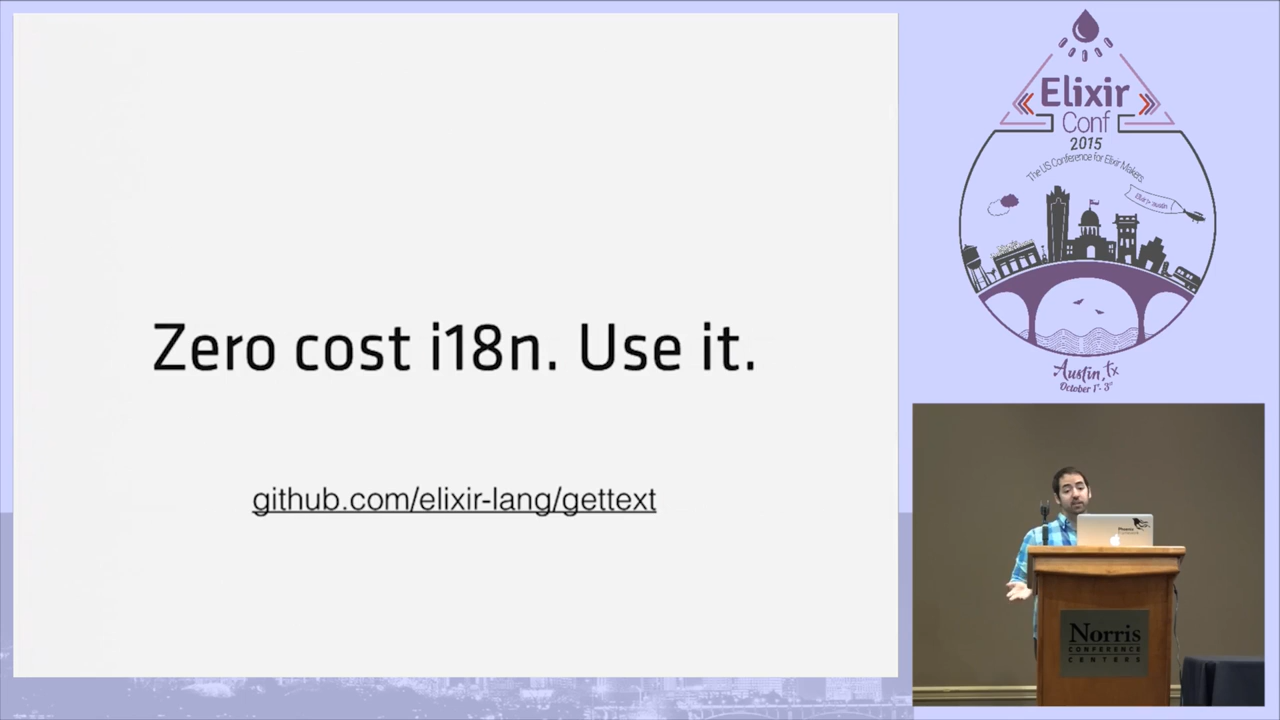 Zero cost i18n. Use it.
github.com/elixir-lang/gettext
Elixir
Conf
2015
The US Conference for Elixir Makers
Austin, Tx
October 1st - 3rd
Phoenix
Norris
CONFERENCE
CENTERS